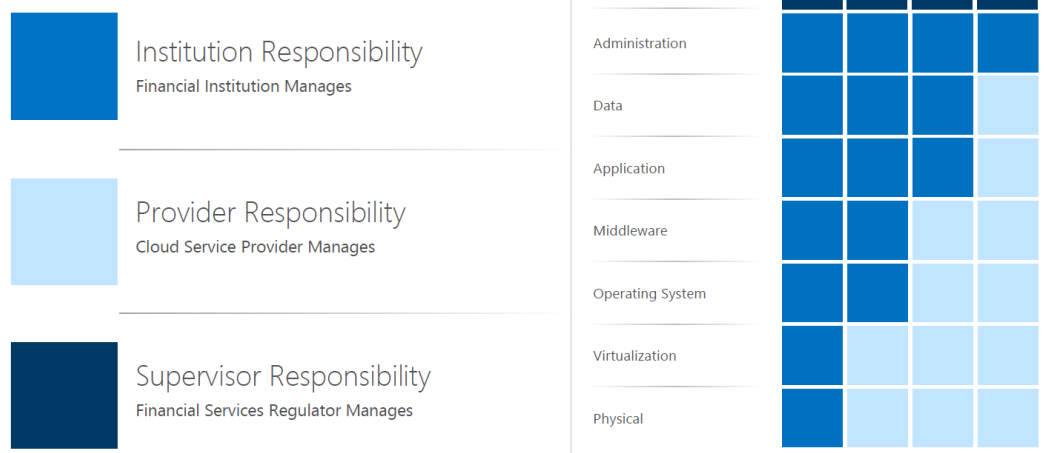 Institution Responsibility
Financial Institution Manages
Provider Responsibility
Cloud Service Provider Manages
Supervisor Responsibility
Financial Services Regulator Manages
Administration
Data
Application
Middleware
Operating System
Virtualization
Physical